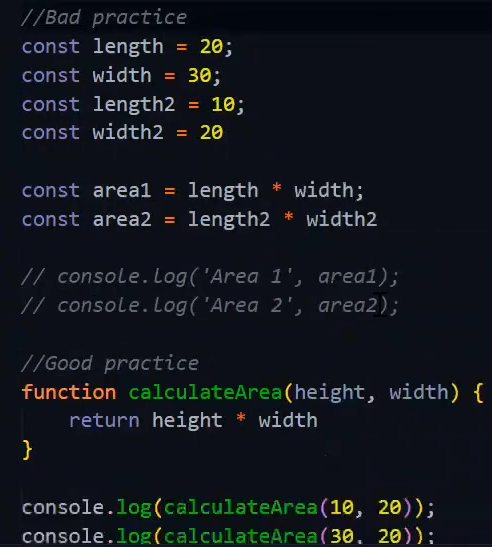 //Bad practice
const length = 20;
const width = 30;
const length2 = 10;
const width2 = 20
const area1 = length * width;
const area2 = length2 * width2
// console.log('Area 1', area1);
// console.log('Area 2', area2);
//Good practice
function calculateArea(height, width) {
return height * width
}
console.log(calculateArea(10, 20));
console.log(calculateArea(30, 20));